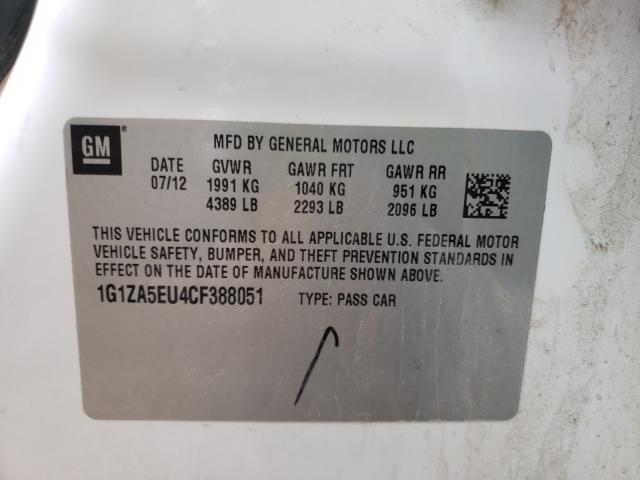 GM ®
MFD BY GENERAL MOTORS LLC
DATE GVWR GAWR FRT GAWR RR
07/12 1991 KG 1040 KG 951 KG
4389 LB 2293 LB 2096 LB
THIS VEHICLE CONFORMS TO ALL APPLICABLE U.S. FEDERAL MOTOR
VEHICLE SAFETY, BUMPER, AND THEFT PREVENTION STANDARDS IN
EFFECT ON THE DATE OF MANUFACTURE SHOWN ABOVE.
1G1ZA5EU4CF388051 TYPE: PASS CAR